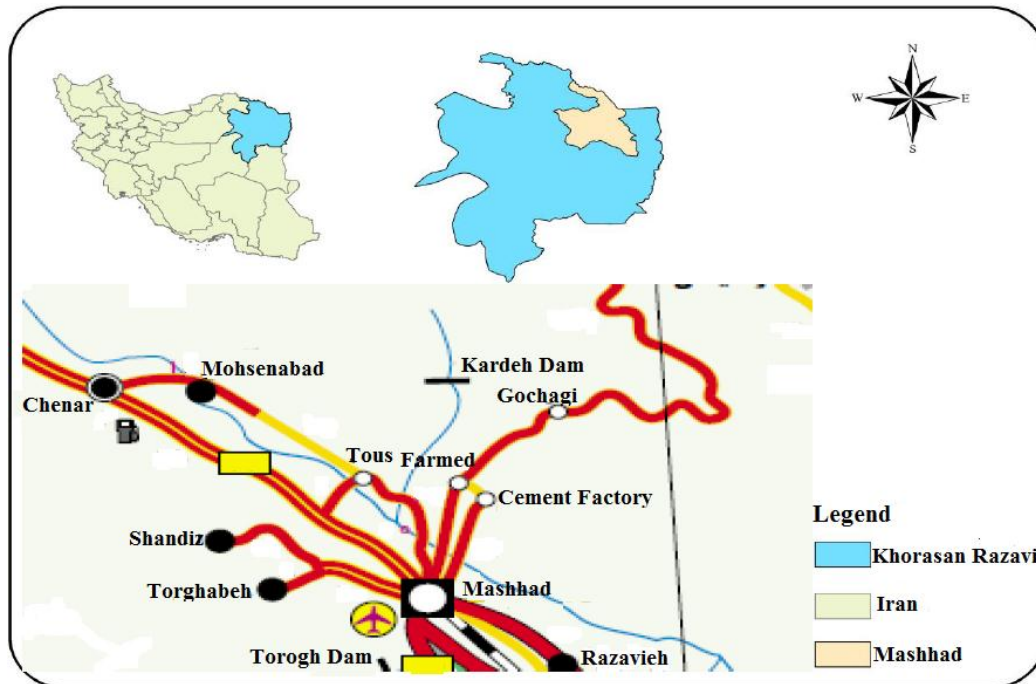 N
W E
S
Mohsenabad
Kardeh Dam
Chenar
Gochagi
Tous
Farmed
Cement Factory
Shandiz
Torghabeh
Mashhad
Torogh Dam
Razavieh
Legend
Khorasan Razavi
Iran
Mashhad